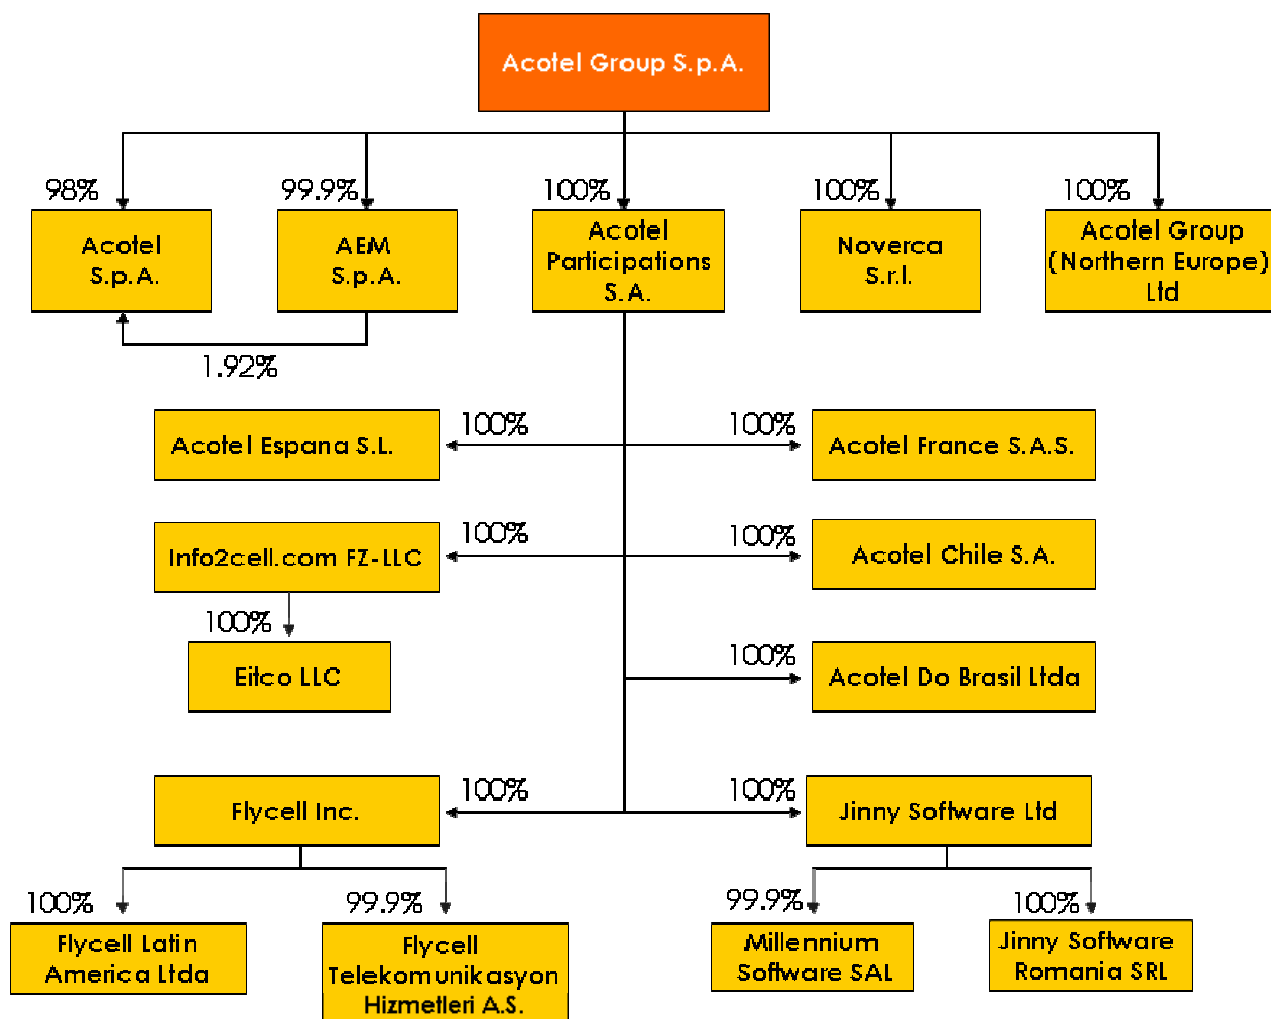 Acotel Group S.p.A.
98%
99.9%
100%
100%
100%
Acotel
S.p.A.
AEM
S.p.A.
Acotel
Participations
S.A.
Noverca
S.r.l.
Acotel Group
(Northern Europe)
Ltd
1.92%
100%
100%
Acotel Espana S.L.
Acotel France S.A.S.
100%
100%
Info2cell.com FZ-LLC
Acotel Chile S.A.
100%
Eitco LLC
100%
Acotel Do Brasil Ltda
100%
100%
Flycell Inc.
Jinny Software Ltd
100%
99.9%
99.9%
100%
Flycell Latin
America Ltda
Flycell
Telekomunikasyon
Hizmetleri A.S.
Millennium
Software SAL
Jinny Software
Romania SRL